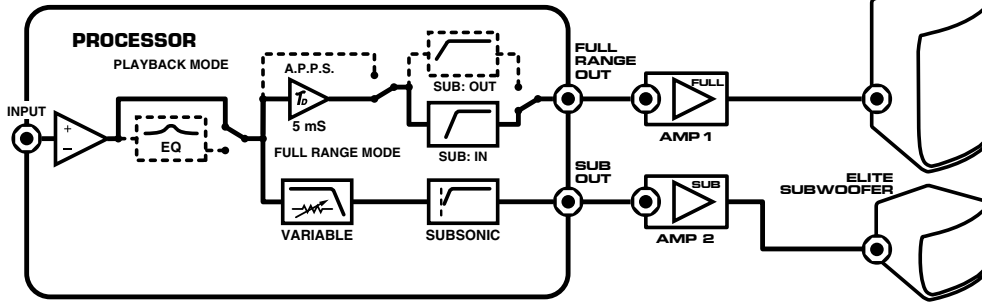 PROCESSOR
PLAYBACK MODE
INPUT
+
−
EQ
A.P.P.S.
TD
5 mS
FULL RANGE MODE
SUB: OUT
SUB: IN
VARIABLE
SUBSONIC
FULL
RANGE
OUT
SUB
OUT
FULL
AMP 1
SUB
AMP 2
ELITE
SUBWOOFER